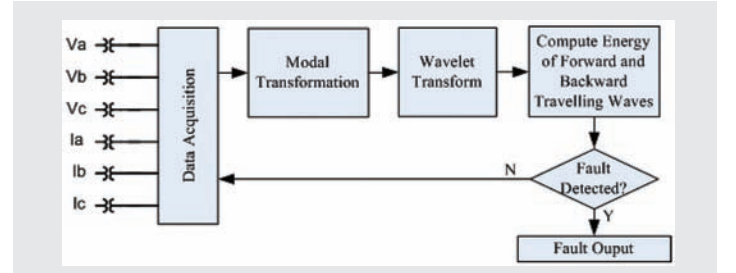 Va
Vb
Vc
Ia
Ib
Ic
Data Acquisition
Modal
Transformation
Wavelet
Transform
Compute Energy
of Forward and
Backward
Travelling Waves
Fault
Detected?
N
Y
Fault Ouput